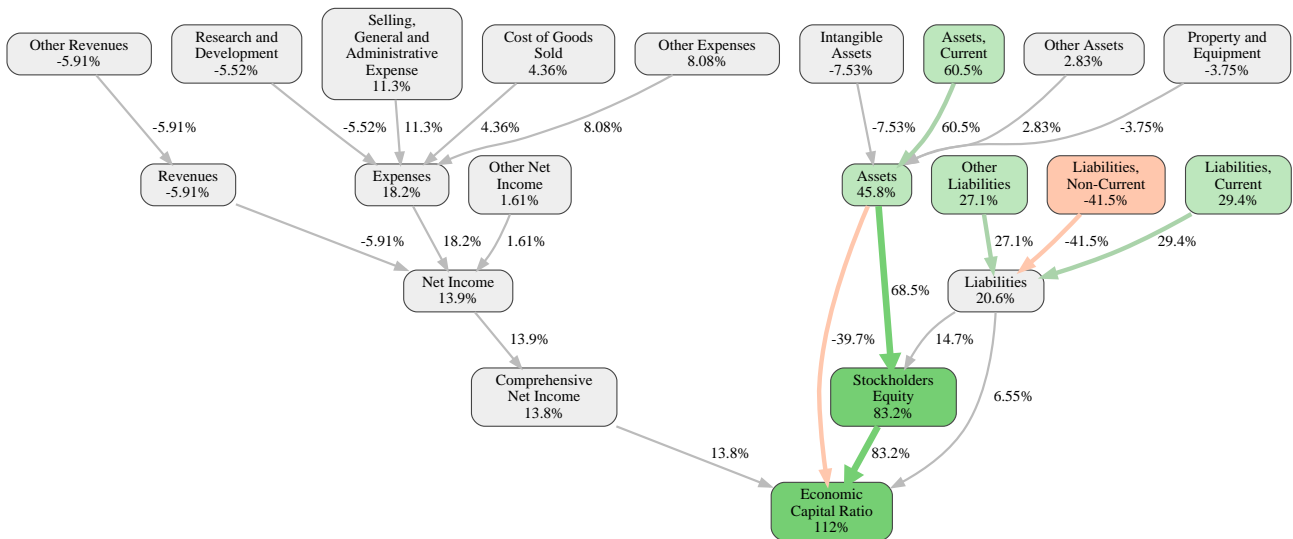 Other Revenues
-5.91%
Research and
Development
-5.52%
Selling,
General and
Administrative
Expense
11.3%
Cost of Goods
Sold
4.36%
Other Expenses
8.08%
Intangible
Assets
-7.53%
Assets,
Current
60.5%
Other Assets
2.83%
Property and
Equipment
-3.75%
-5.91%
-5.52%
11.3%
4.36%
8.08%
-7.53%
60.5%
2.83%
-3.75%
Revenues
-5.91%
Expenses
18.2%
Other Net
Income
1.61%
Assets
45.8%
Other
Liabilities
27.1%
Liabilities,
Non-Current
-41.5%
Liabilities,
Current
29.4%
-5.91%
18.2%
1.61%
27.1%
-41.5%
29.4%
Net Income
13.9%
68.5%
Liabilities
20.6%
13.9%
-39.7%
14.7%
Comprehensive
Net Income
13.8%
Stockholders
Equity
83.2%
6.55%
13.8%
83.2%
Economic
Capital Ratio
112%